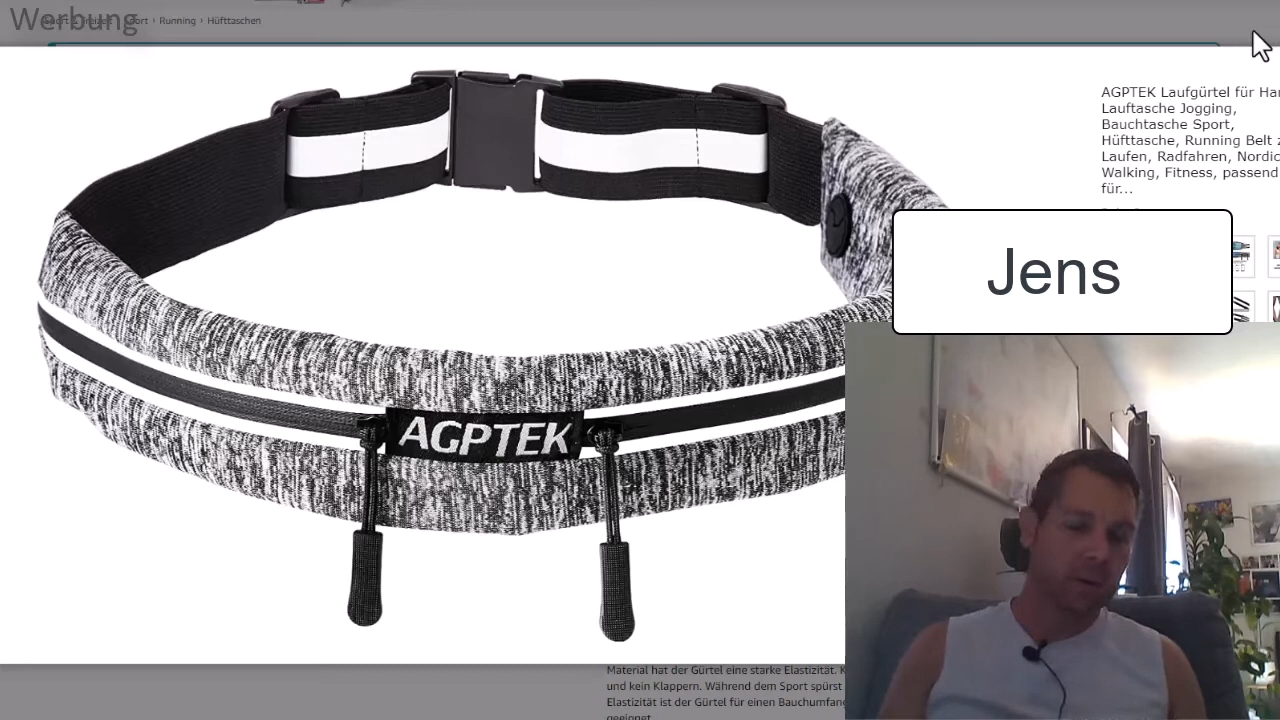 Werbung
Sport › Running › Hüfttaschen
AGPTEK Laufgürtel für
Lauftasche Jogging,
Bauchtasche Sport,
Hüfttasche, Running Belt
Laufen, Radfahren, Nordic
Walking, Fitness, passend
für...
Jens
AGPTEK
Material hat der Gürtel eine starke Elastizität.
und kein Klappern. Während dem Sport spürst
Elastizität ist der Gürtel für einen Bauchumfang
geeignet